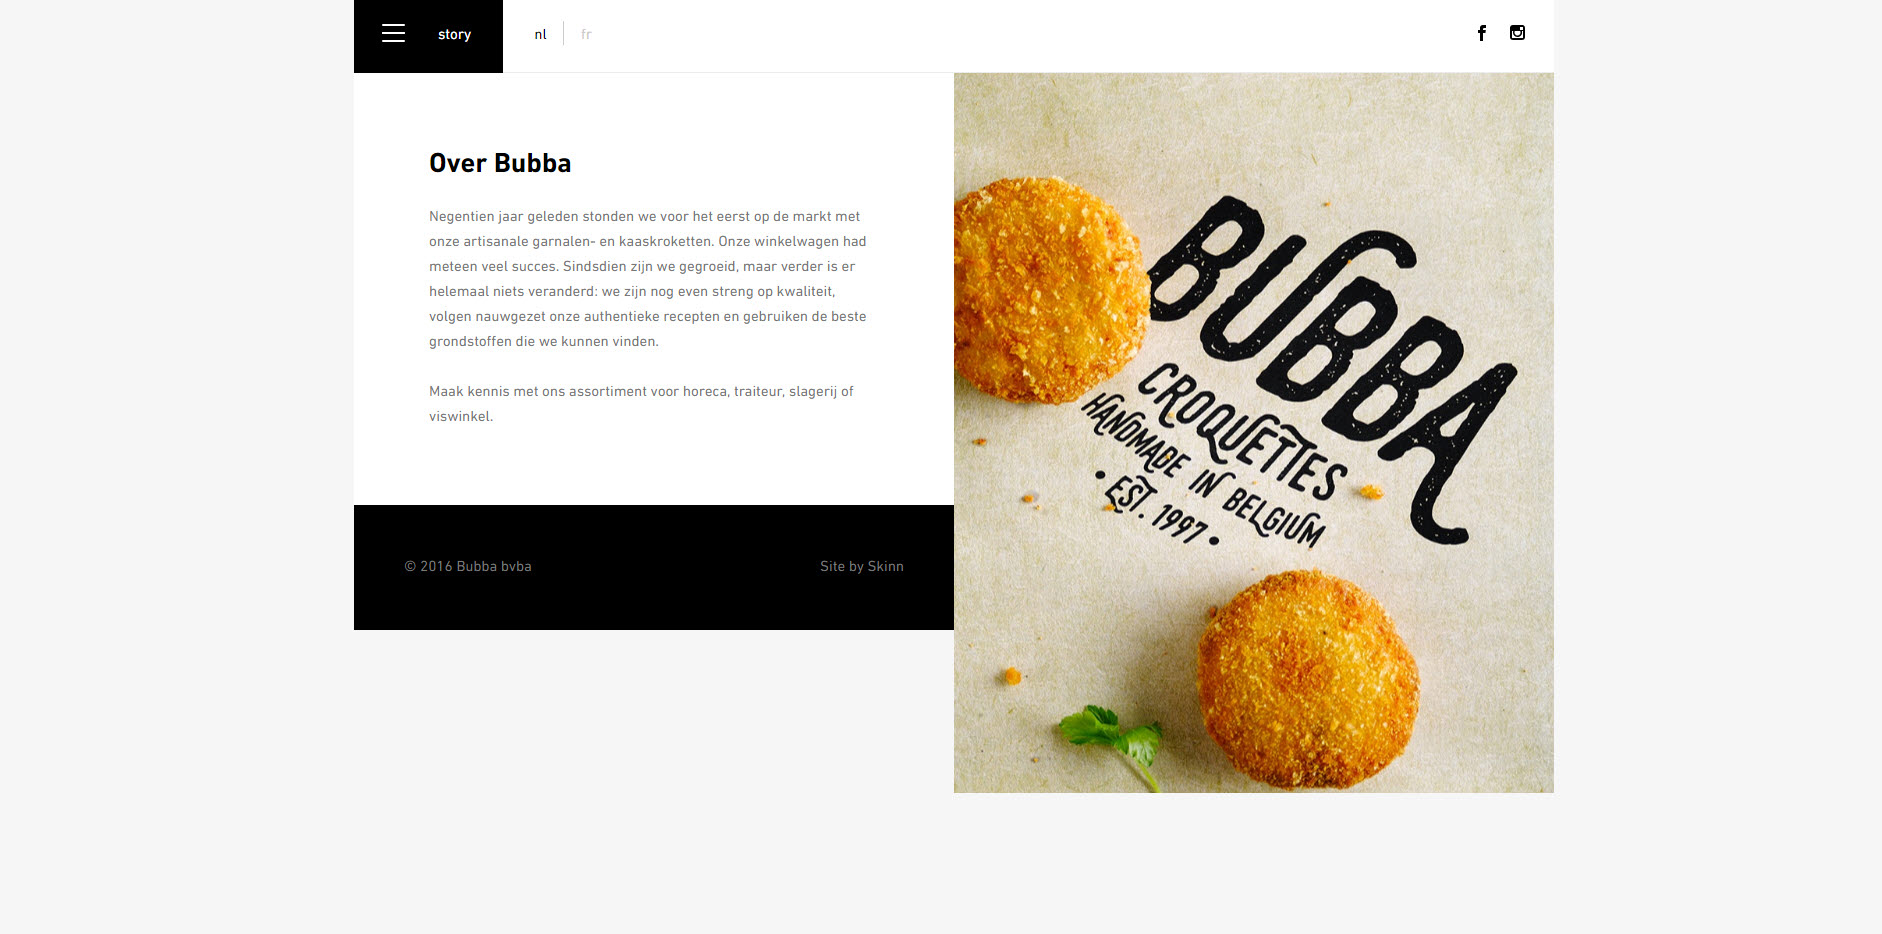 story
nl
fr
Over Bubba
Negentien jaar geleden stonden we voor het eerst op de markt met
onze artisanale garnalen- en kaaskroketten. Onze winkelwagen had
meteen veel succes. Sindsdien zijn we gegroeid, maar verder is er
helemaal niets veranderd: we zijn nog even streng op kwaliteit,
volgen nauwgezet onze authentieke recepten en gebruiken de beste
grondstoffen die we kunnen vinden.
Maak kennis met ons assortiment voor horeca, traiteur, slagerij of
viswinkel.
© 2016 Bubba bvba
Site by Skinn
BUBBA
CROQUETTES
HANDMADE IN BELGIUM
• EST. 1997 •